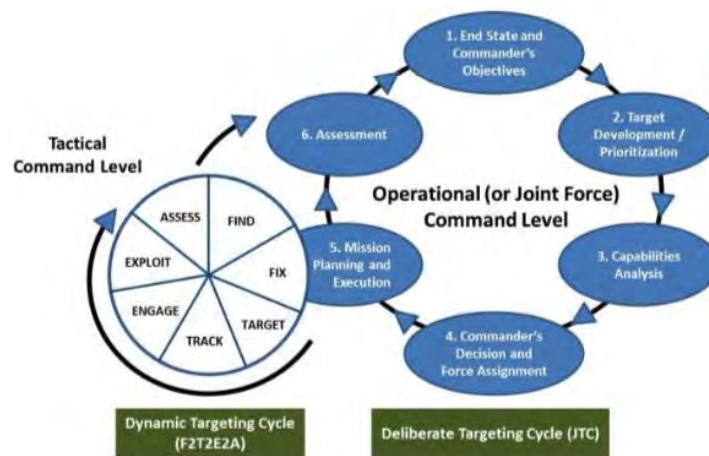 1. End State and
Commander's
Objectives
2. Target
Development /
Prioritization
3. Capabilities
Analysis
4. Commander's
Decision and
Force Assignment
5. Mission
Planning and
Execution
6. Assessment
Operational (or Joint Force)
Command Level
Tactical
Command Level
FIND
FIX
TARGET
TRACK
ENGAGE
EXPLOIT
ASSESS
Dynamic Targeting Cycle
(F2T2E2A)
Deliberate Targeting Cycle (JTC)